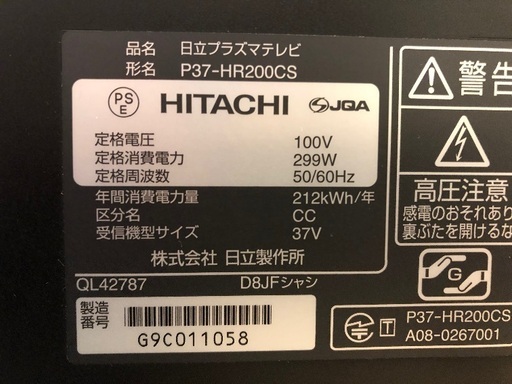 品名 日立プラズマテレビ
形名 P37-HR200CS
PS E HITACHI JQA
定格電圧 100V
定格消費電力 299W
定格周波数 50/60Hz
年間消費電力量 212kWh/年
区分名 CC
受信機型サイズ 37V
株式会社 日立製作所
QL42787 D8JFシャシ
製造番号 G9C011058
警告
高圧注意
感電のおそれあり
裏ぶたを開けるな
G
T P37-HR200CS
A08-0267001